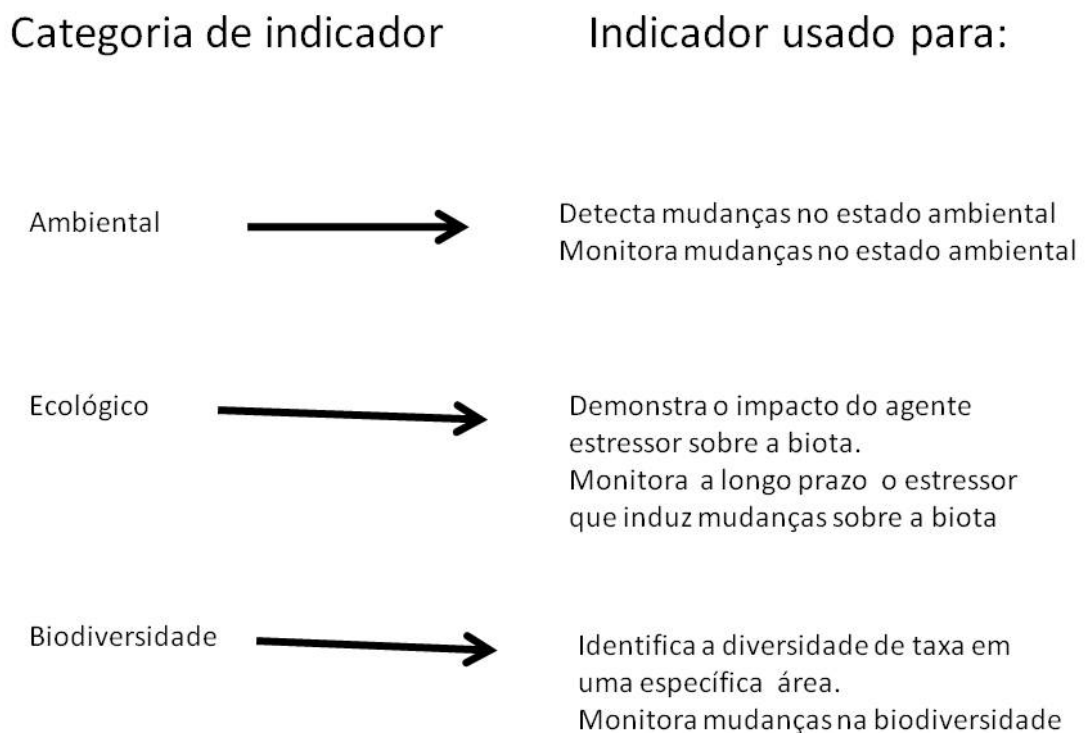 Categoria de indicador
Indicador usado para:
Ambiental
Detecta mudanças no estado ambiental
Monitora mudanças no estado ambiental
Ecológico
Demonstra o impacto do agente
estressor sobre a biota.
Monitora a longo prazo o estressor
que induz mudanças sobre a biota
Biodiversidade
Identifica a diversidade de taxa em
uma específica área.
Monitora mudanças na biodiversidade